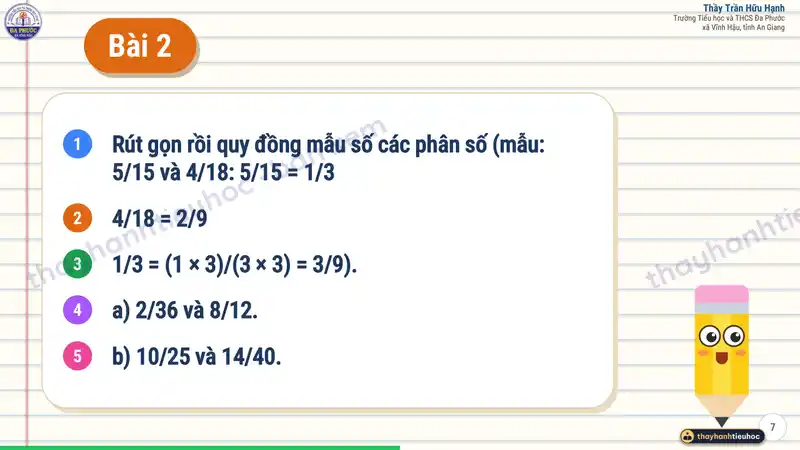 Thầy Trần Hữu Hạnh
Trường Tiểu học và THCS Đa Phước
xã Vĩnh Hậu, tỉnh An Giang
ĐA PHƯỚC
Bài 2
1 Rút gọn rồi quy đồng mẫu số các phân số (mẫu:
5/15 và 4/18: 5/15 = 1/3
2 4/18 = 2/9
3 1/3 = (1 × 3)/(3 × 3) = 3/9).
4 a) 2/36 và 8/12.
5 b) 10/25 và 14/40.
7
thayhanhtieuhoc